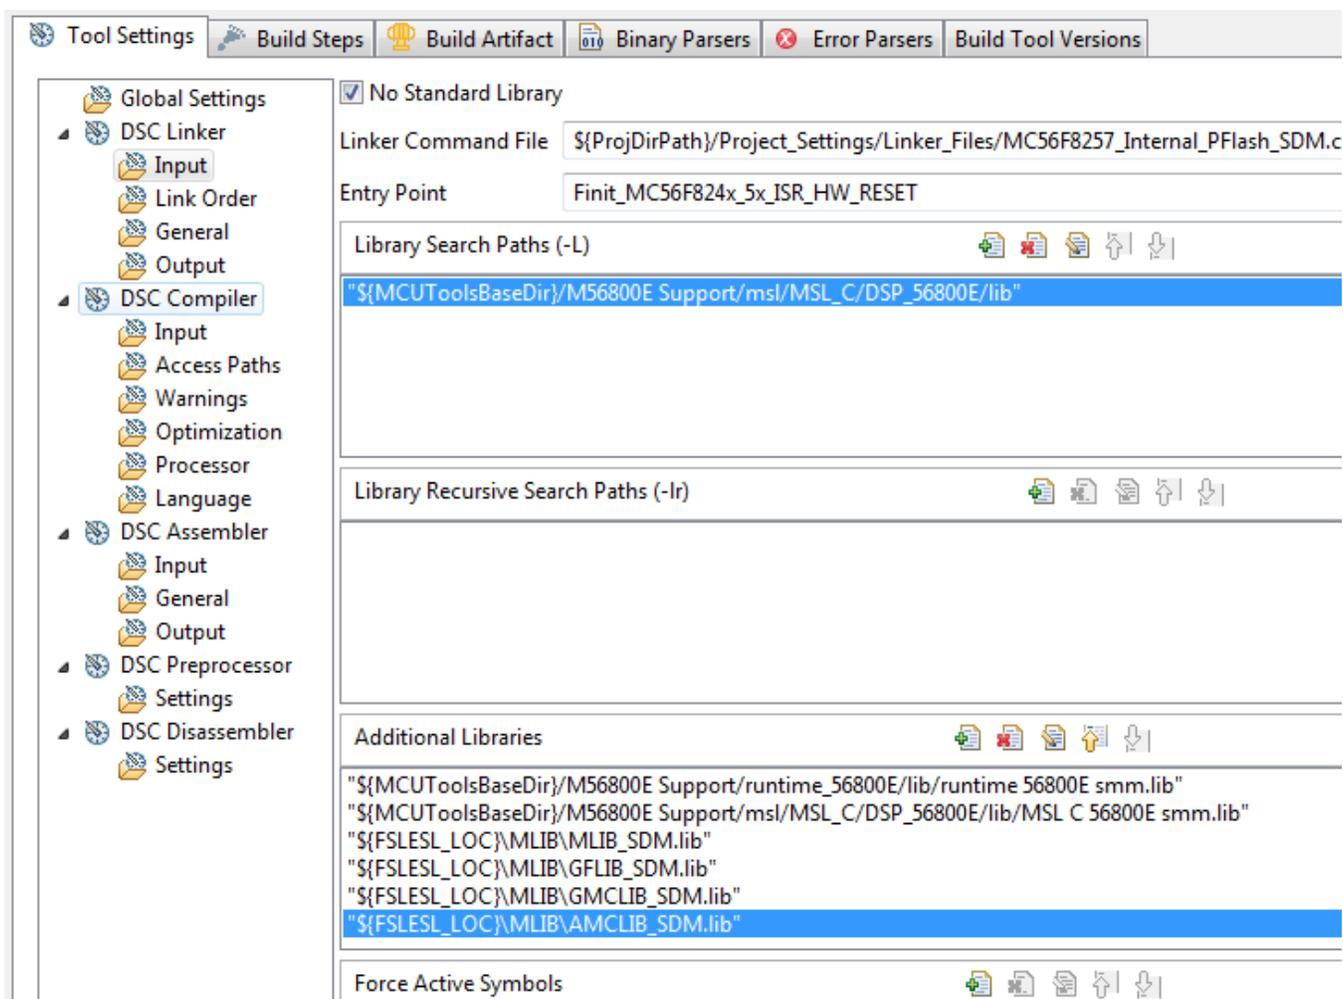 Tool Settings Build Steps Build Artifact Binary Parsers Error Parsers Build Tool Versions
Global Settings
DSC Linker
Input
Link Order
General
Output
DSC Compiler
Input
Access Paths
Warnings
Optimization
Processor
Language
DSC Assembler
Input
General
Output
DSC Preprocessor
Settings
DSC Disassembler
Settings
No Standard Library
Linker Command File ${ProjDirPath}/Project_Settings/Linker_Files/MC56F8257_Internal_PFlash_SDM.c
Entry Point Finit_MC56F824x_5x_ISR_HW_RESET
Library Search Paths (-L)
"${MCUToolsBaseDir}/M56800E Support/msl/MSL_C/DSP_56800E/lib"
Library Recursive Search Paths (-lr)
Additional Libraries
"${MCUToolsBaseDir}/M56800E Support/runtime_56800E/lib/runtime 56800E smm.lib"
"${MCUToolsBaseDir}/M56800E Support/msl/MSL_C/DSP_56800E/lib/MSL C 56800E smm.lib"
"${FSLESL_LOC}\MLIB\MLIB_SDM.lib"
"${FSLESL_LOC}\MLIB\GFLIB_SDM.lib"
"${FSLESL_LOC}\MLIB\GMCLIB_SDM.lib"
"${FSLESL_LOC}\MLIB\AMCLIB_SDM.lib"
Force Active Symbols